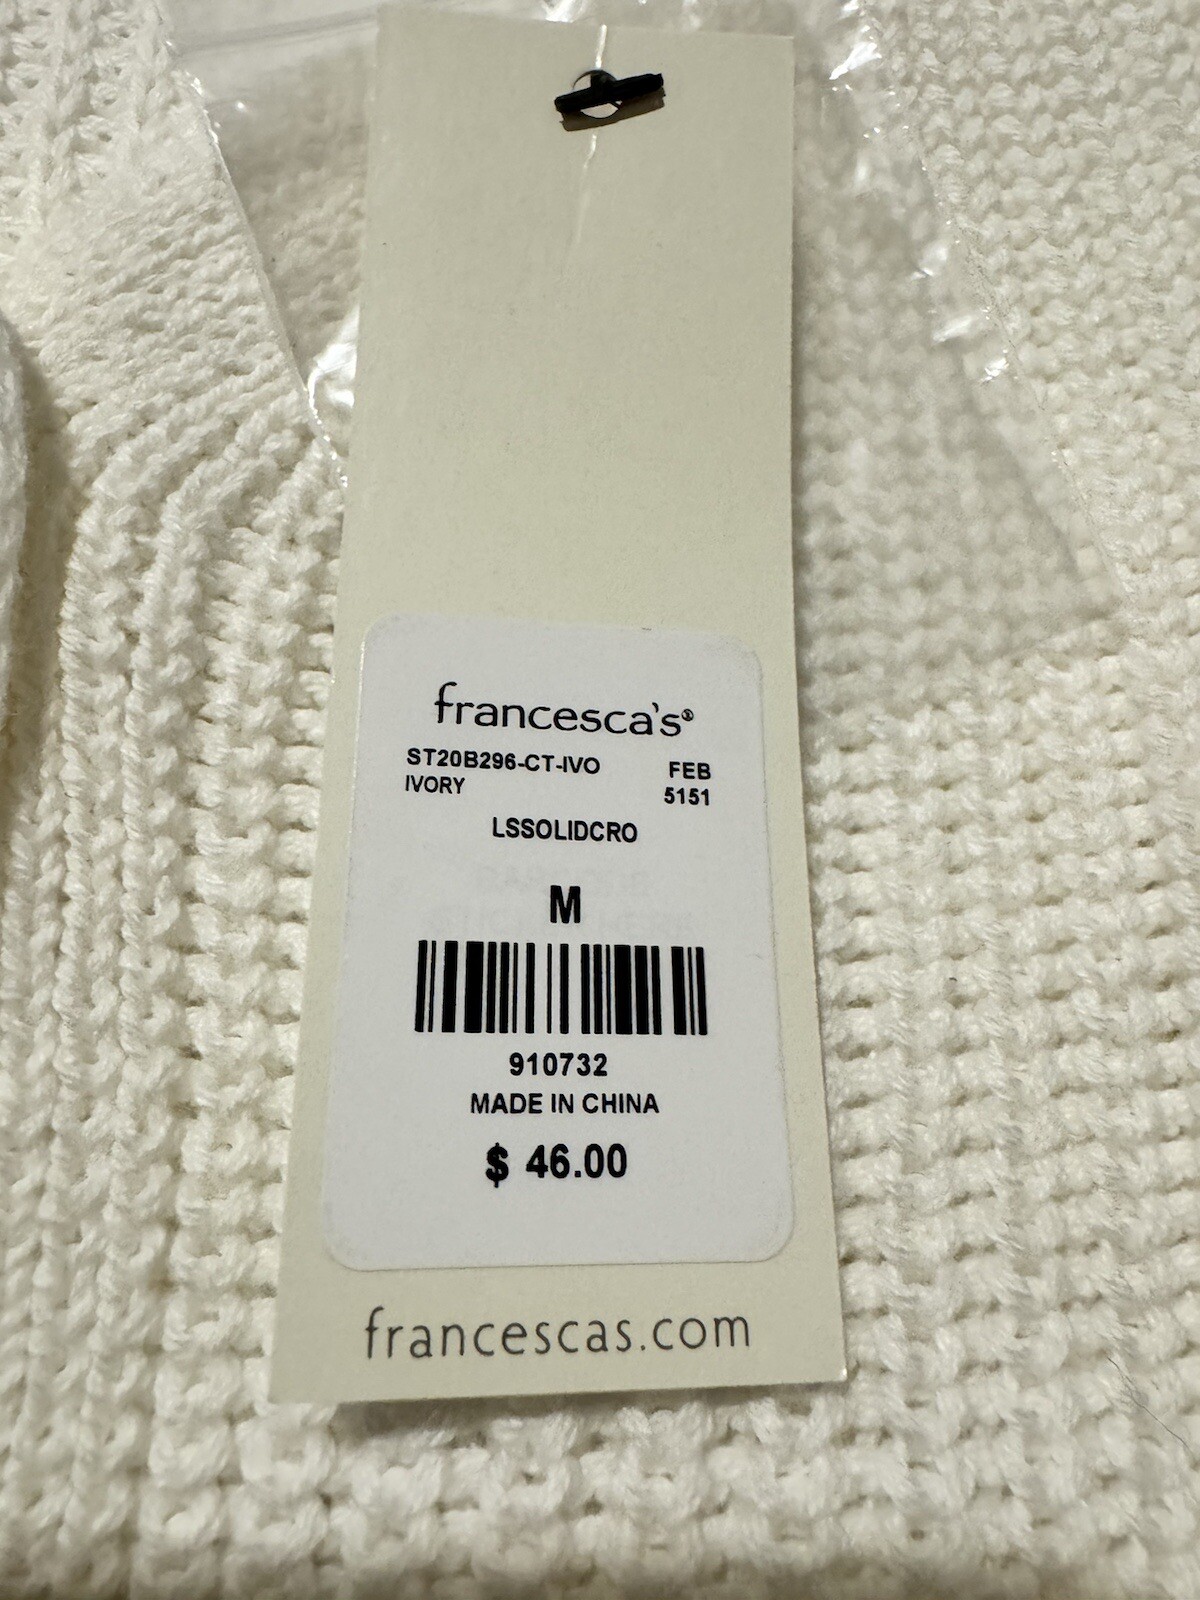 francesca's®
ST20B296-CT-IVO FEB
IVORY 5151
LSSOLIDCRO
M
910732
MADE IN CHINA
$ 46.00
francescas.com